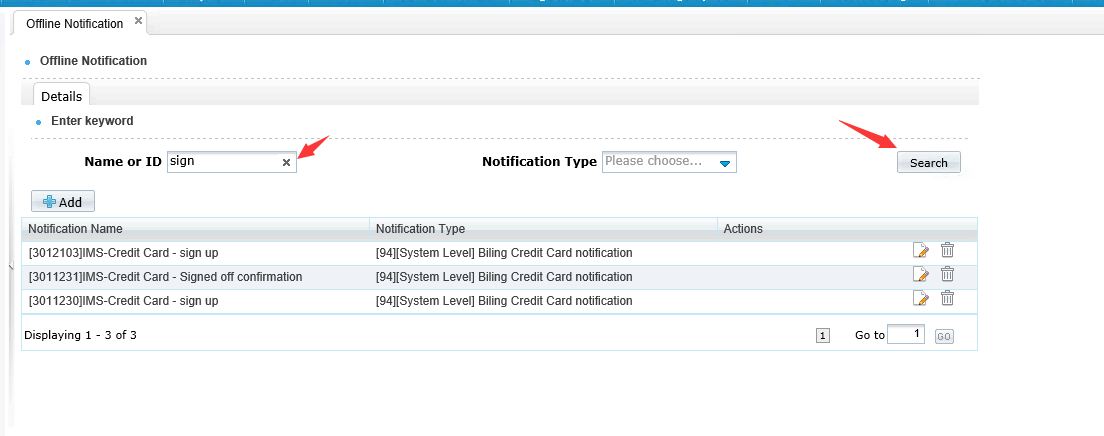 Offline Notification
Offline Notification
Details
Enter keyword
Name or ID sign Notification Type Please choose... Search
Add
Notification Name Notification Type Actions
[3012103]IMS-Credit Card - sign up [94][System Level] Biling Credit Card notification
[3011231]IMS-Credit Card - Signed off confirmation [94][System Level] Biling Credit Card notification
[3011230]IMS-Credit Card - sign up [94][System Level] Biling Credit Card notification
Displaying 1 - 3 of 3 1 Go to 1 GO